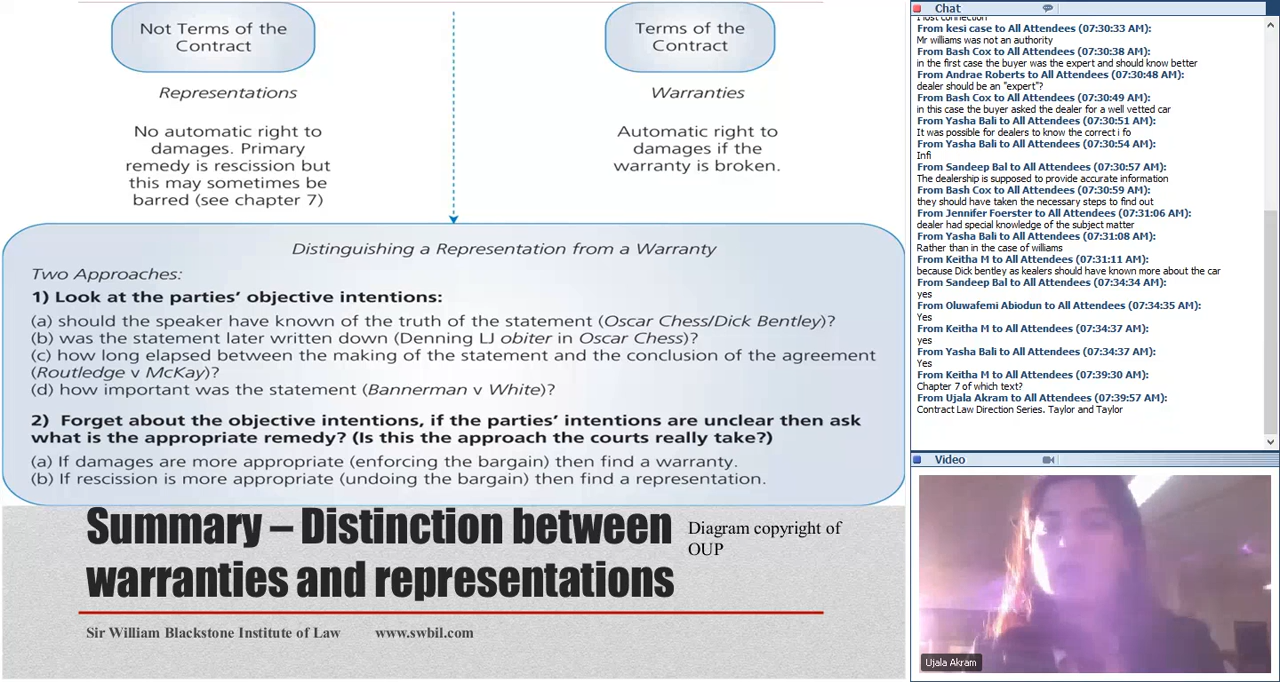 Not Terms of the
Contract
Terms of the
Contract
Representations
Warranties
No automatic right to
damages. Primary
remedy is rescission but
this may sometimes be
barred (see chapter 7)
Automatic right to
damages if the
warranty is broken.
Distinguishing a Representation from a Warranty
Two Approaches:
1) Look at the parties' objective intentions:
(a) should the speaker have known of the truth of the statement (Oscar Chess/Dick Bentley)?
(b) was the statement later written down (Denning LJ obiter in Oscar Chess)?
(c) how long elapsed between the making of the statement and the conclusion of the agreement
(Routledge v McKay)?
(d) how important was the statement (Bannerman v White)?
2) Forget about the objective intentions, if the parties' intentions are unclear then ask
what is the appropriate remedy? (Is this the approach the courts really take?)
(a) If damages are more appropriate (enforcing the bargain) then find a warranty.
(b) If rescission is more appropriate (undoing the bargain) then find a representation.
Summary – Distinction between
warranties and representations
Diagram copyright of
OUP
Sir William Blackstone Institute of Law www.swbil.com
Chat
I lost connection
From kesi case to All Attendees (07:30:33 AM):
Mr williams was not an authority
From Bash Cox to All Attendees (07:30:38 AM):
in the first case the buyer was the expert and should know better
From Andrae Roberts to All Attendees (07:30:48 AM):
dealer should be an "expert"?
From Bash Cox to All Attendees (07:30:49 AM):
in this case the buyer asked the dealer for a well vetted car
From Yasha Bali to All Attendees (07:30:51 AM):
It was possible for dealers to know the correct i fo
From Yasha Bali to All Attendees (07:30:54 AM):
Infi
From Sandeep Bal to All Attendees (07:30:57 AM):
The dealership is supposed to provide accurate information
From Bash Cox to All Attendees (07:30:59 AM):
they should have taken the necessary steps to find out
From Jennifer Foerster to All Attendees (07:31:06 AM):
dealer had special knowledge of the subject matter
From Yasha Bali to All Attendees (07:31:08 AM):
Rather than in the case of williams
From Keitha M to All Attendees (07:31:11 AM):
because Dick bentley as kealers should have known more about the car
From Sandeep Bal to All Attendees (07:34:34 AM):
yes
From Oluwafemi Abiodun to All Attendees (07:34:35 AM):
Yes
From Keitha M to All Attendees (07:34:37 AM):
yes
From Yasha Bali to All Attendees (07:34:37 AM):
Yes
From Keitha M to All Attendees (07:39:30 AM):
Chapter 7 of which text?
From Ujala Akram to All Attendees (07:39:57 AM):
Contract Law Direction Series. Taylor and Taylor
Video
Ujala Akram